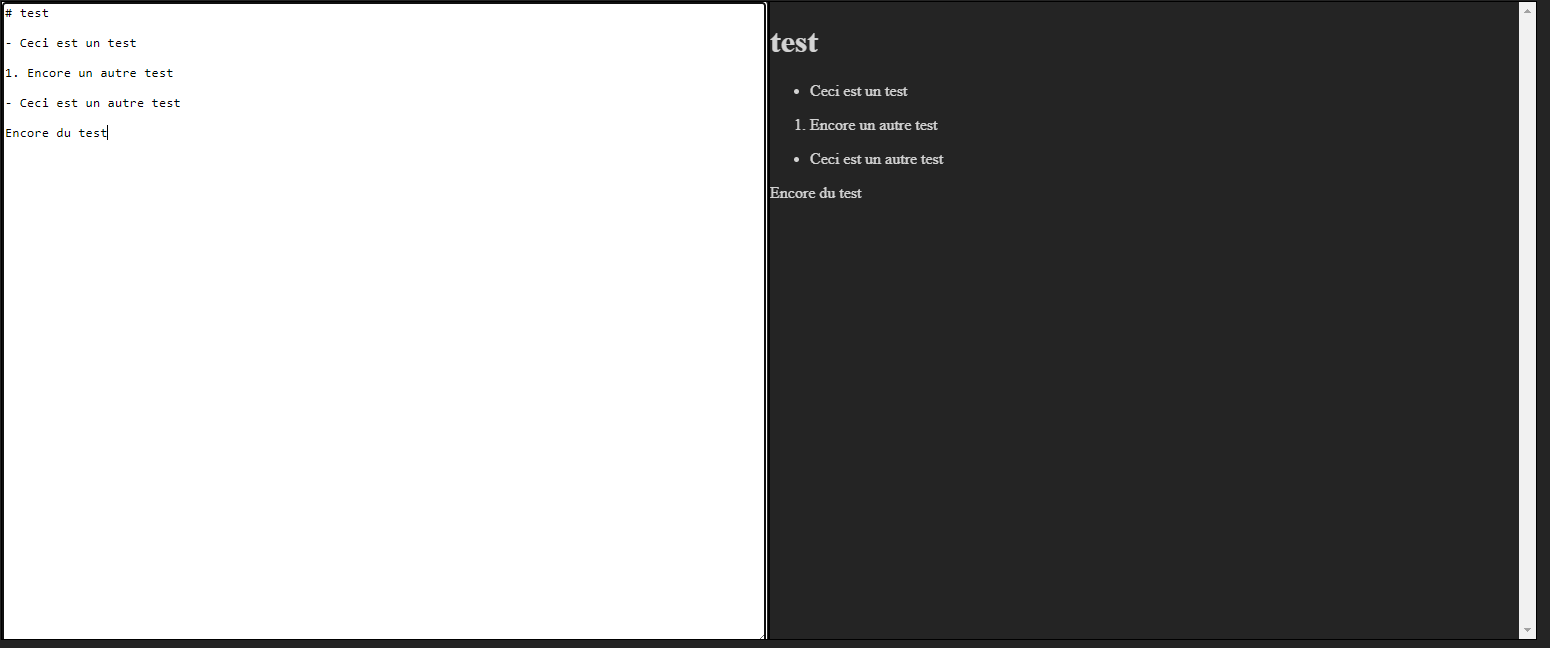 # test
- Ceci est un test
1. Encore un autre test
- Ceci est un autre test
Encore du test
test
• Ceci est un test
1. Encore un autre test
• Ceci est un autre test
Encore du test